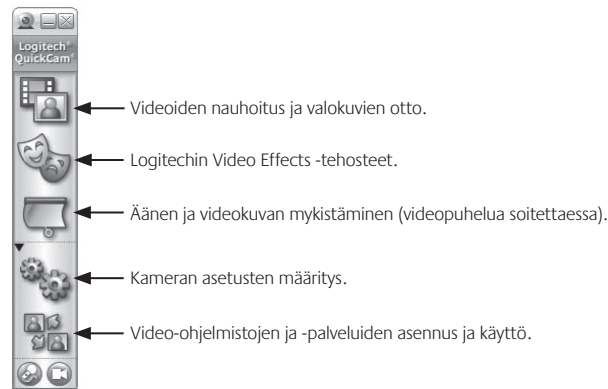 Logitech®
QuickCam®
Videoiden nauhoitus ja valokuvien otto.
Logitechin Video Effects -tehosteet.
Äänen ja videokuvan mykistäminen (videopuhelua soitettaessa).
Kameran asetusten määritys.
Video-ohjelmistojen ja -palveluiden asennus ja käyttö.